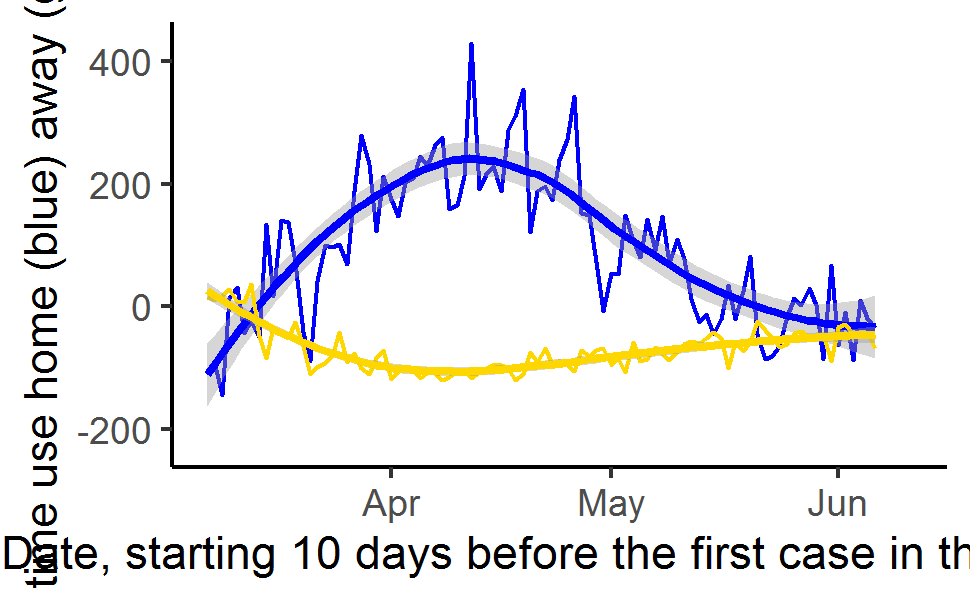 time use home (blue) away (
400
200
0
-200
Apr May Jun
Date, starting 10 days before the first case in th